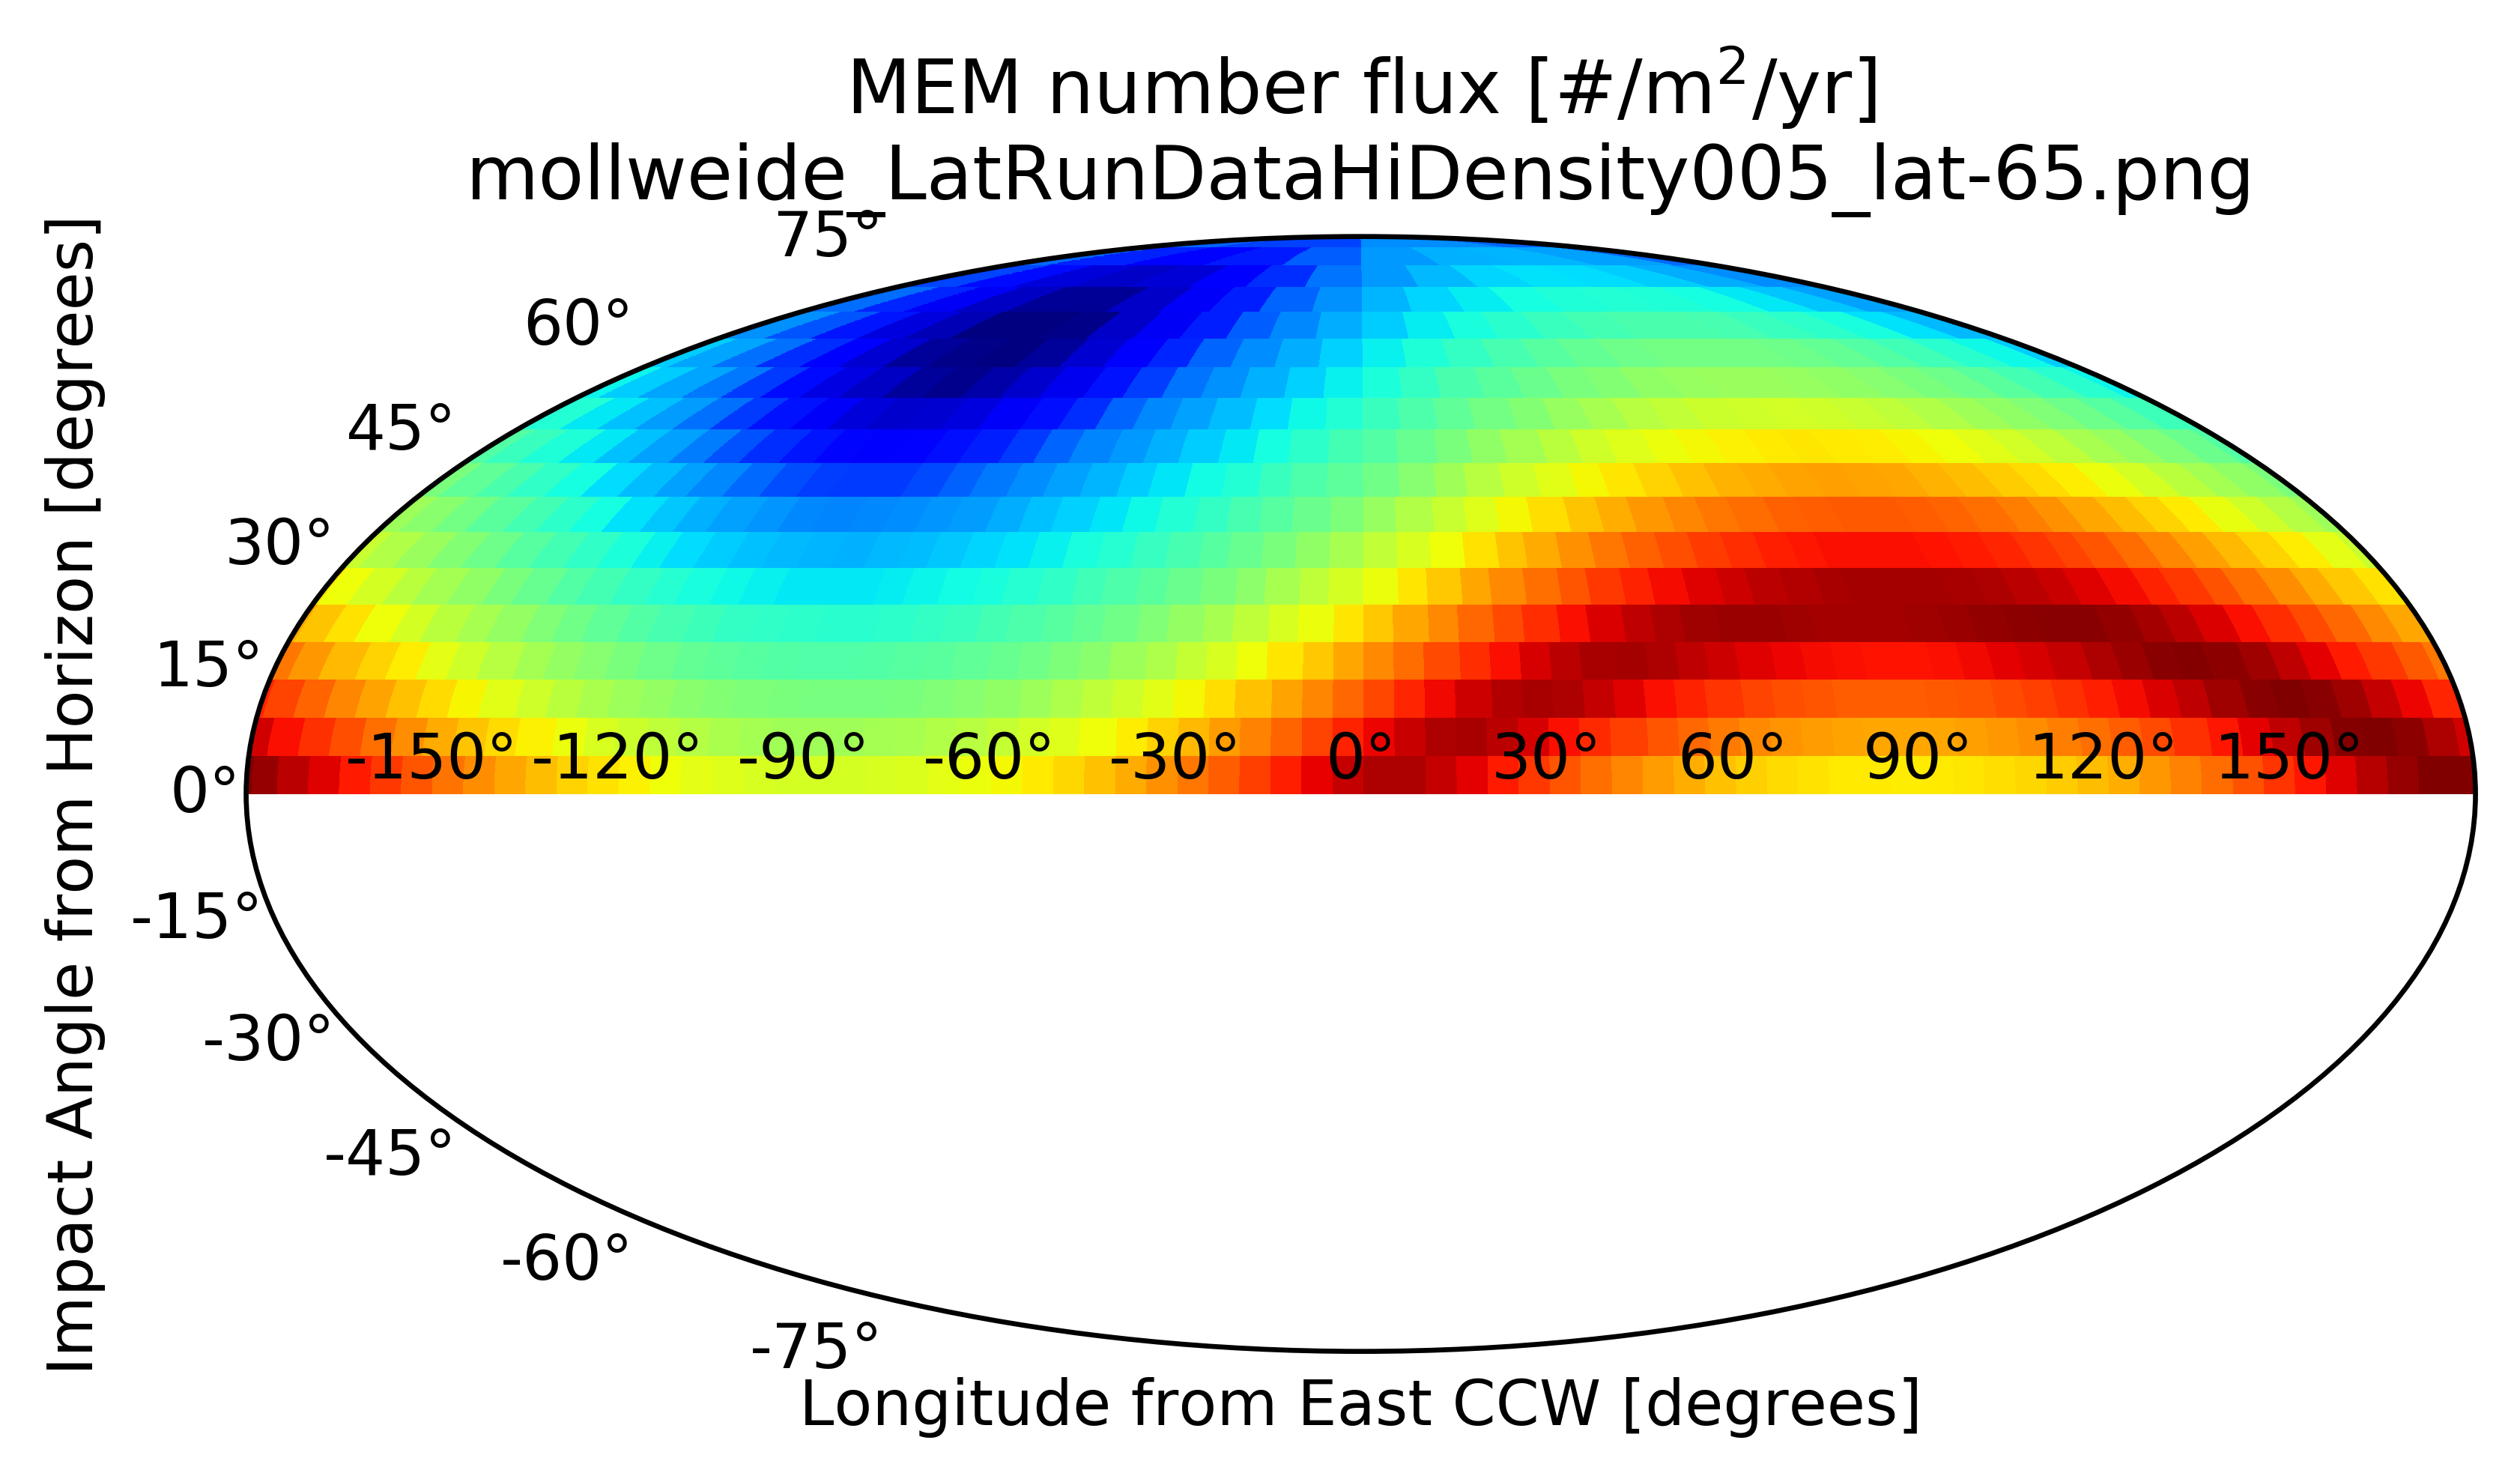 MEM number flux [#/m²/yr]
mollweide_LatRunDataHiDensity005_lat-65.png
Impact Angle from Horizon [degrees]
75°
60°
45°
30°
15°
0°
-15°
-30°
-45°
-60°
-75°
-150° -120° -90° -60° -30° 0° 30° 60° 90° 120° 150°
Longitude from East CCW [degrees]